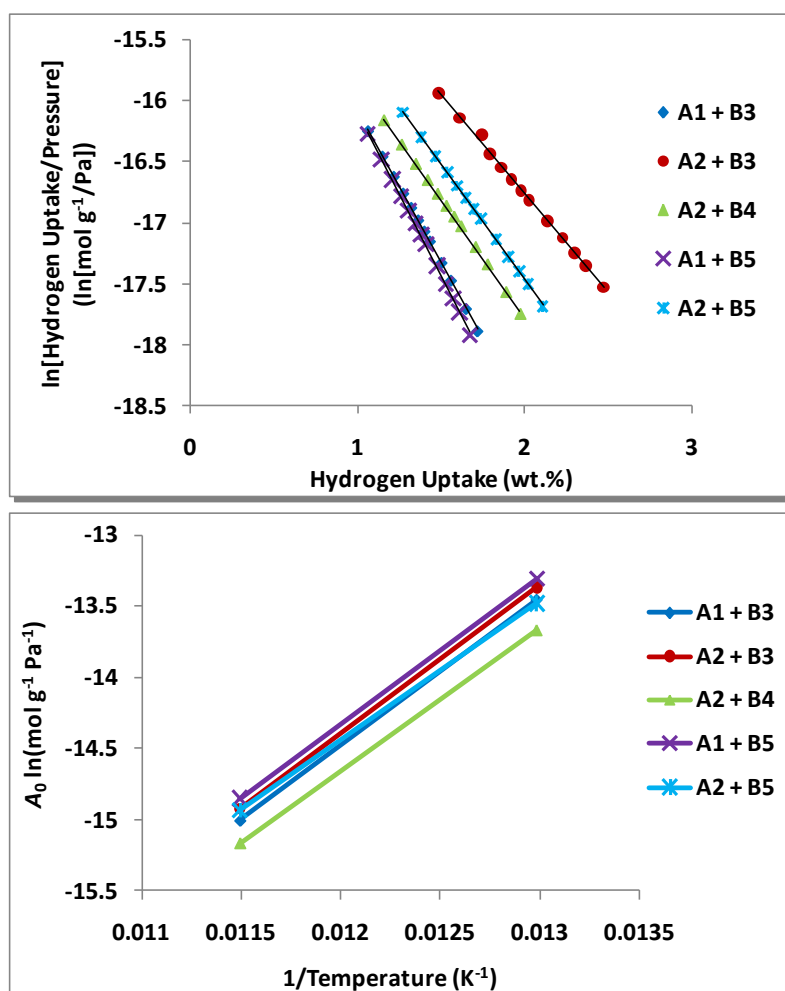 -15.5
-16
-16.5
-17
-17.5
-18
-18.5
0
1
2
3
ln[Hydrogen Uptake/Pressure]
(ln[mol g⁻¹/Pa])
Hydrogen Uptake (wt.%)
A1 + B3
A2 + B3
A2 + B4
A1 + B5
A2 + B5
-13
-13.5
-14
-14.5
-15
-15.5
0.011
0.0115
0.012
0.0125
0.013
0.0135
A₀ ln(mol g⁻¹ Pa⁻¹)
1/Temperature (K⁻¹)
A1 + B3
A2 + B3
A2 + B4
A1 + B5
A2 + B5